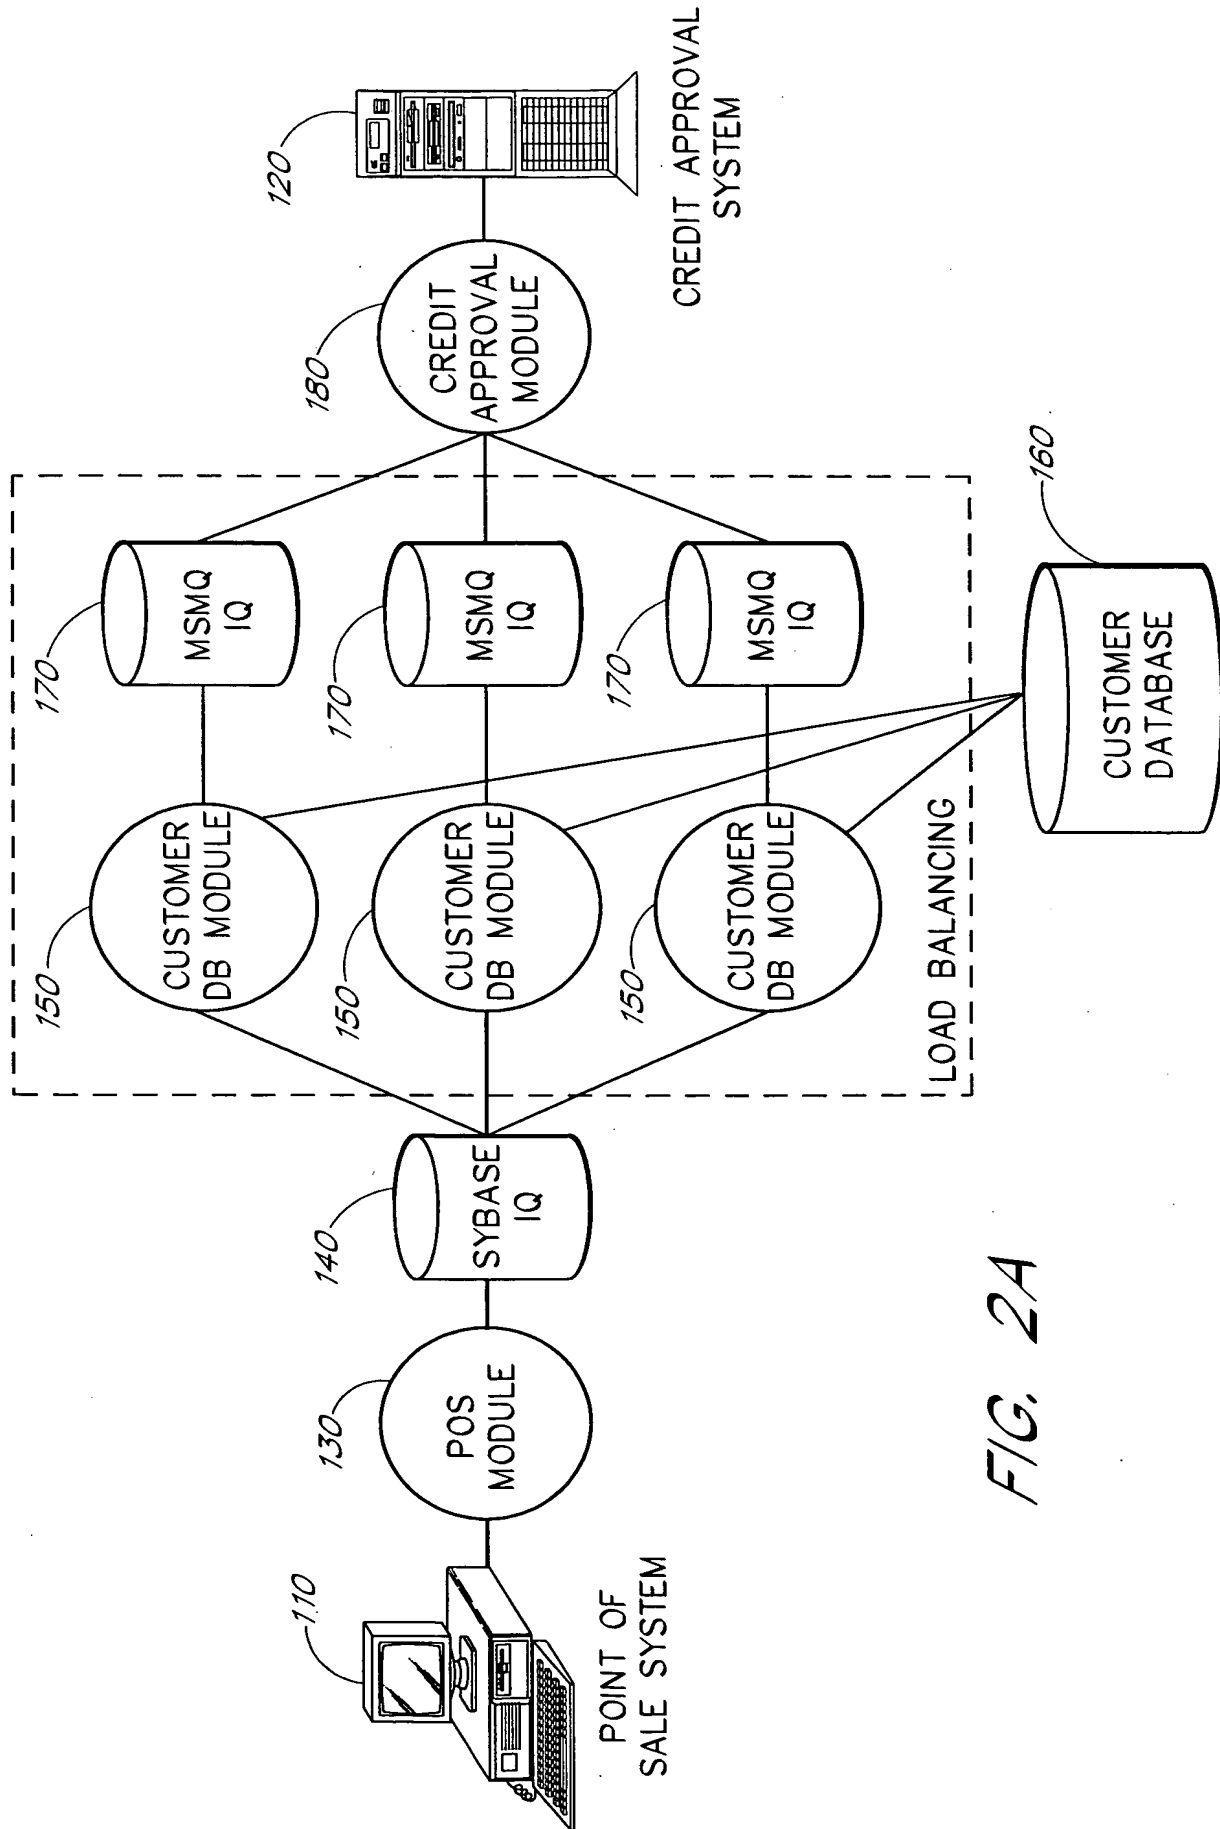 110
POINT OF
SALE SYSTEM
130
POS
MODULE
140
SYBASE
IQ
150
CUSTOMER
DB MODULE
150
CUSTOMER
DB MODULE
150
CUSTOMER
DB MODULE
170
MSMQ
IQ
170
MSMQ
IQ
170
MSMQ
IQ
LOAD BALANCING
160
CUSTOMER
DATABASE
180
CREDIT
APPROVAL
MODULE
120
CREDIT APPROVAL
SYSTEM
FIG. 2A